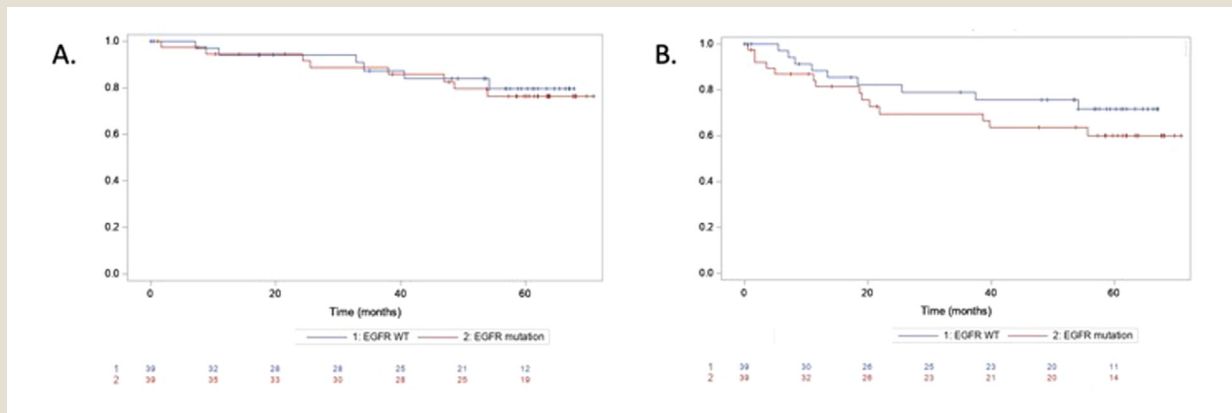 A.
1.0
0.8
0.6
0.4
0.2
0.0
0 20 40 60
Time (months)
1: EGFR WT 2: EGFR mutation
1 39 32 28 28 25 21 12
2 39 35 33 30 28 25 19
B.
1.0
0.8
0.6
0.4
0.2
0.0
0 20 40 60
Time (months)
1: EGFR WT 2: EGFR mutation
1 39 30 26 25 23 20 11
2 39 32 26 23 21 20 14